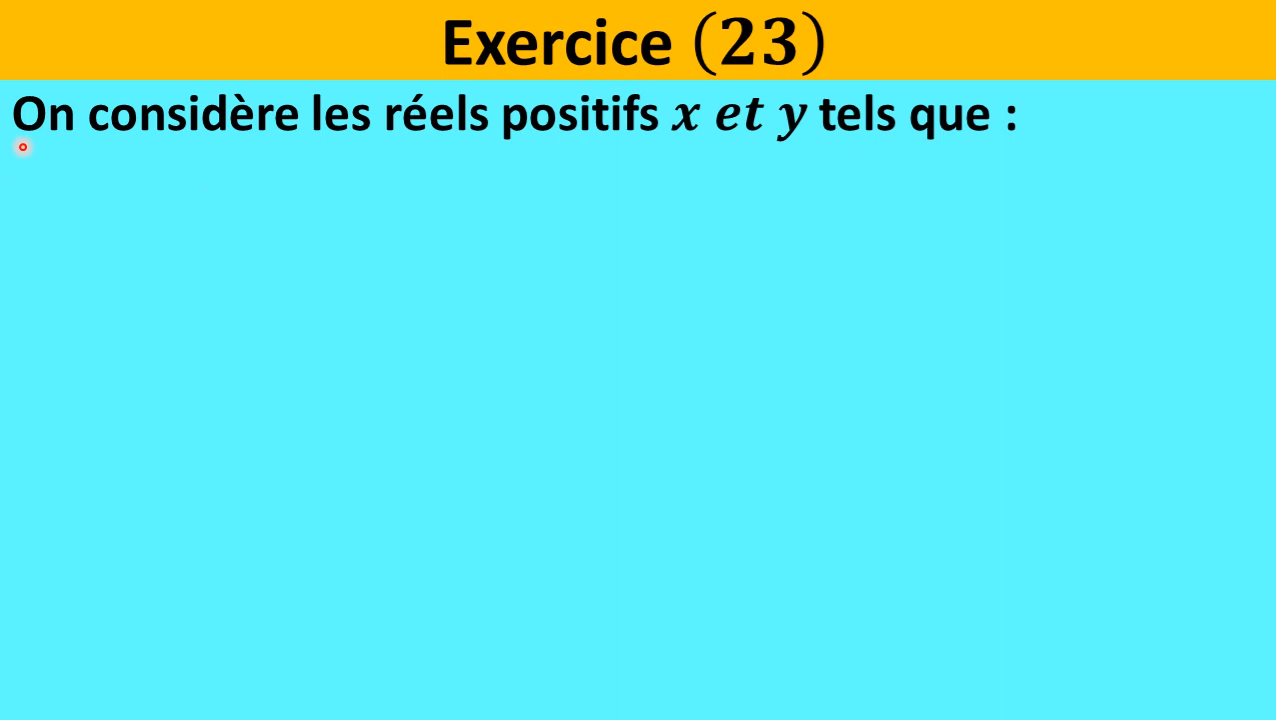 Exercice (23)
On considère les réels positifs x et y tels que :